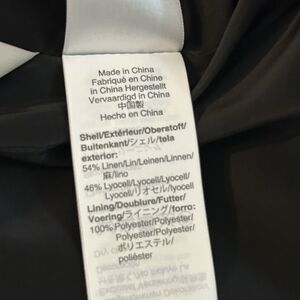 Made in China
Fabriqué en Chine
in China Hergestellt
Vervaardigd in China
中国製
Hecho en China
Shell/Extérieur/Oberstoff/
Buitenkant/シェル/tela
exterior:
54% Linen/Lin/Leinen/Linnen/
麻/lino
46% Lyocell/Lyocell/Lyocell/
Lyocell/リオセル/lyocell
Lining/Doublure/Futter/
Voering/ライニング/forro:
100% Polyester/Polyester/
Polyester/Polyester/
ポリエステル/
poliéster